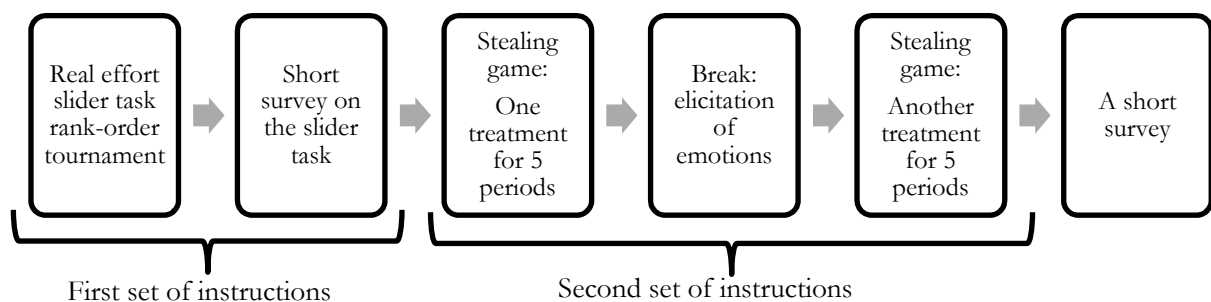 Real effort
slider task
rank-order
tournament
Short
survey on
the slider
task
Stealing
game:
One
treatment
for 5
periods
Break:
elicitation
of
emotions
Stealing
game:
Another
treatment
for 5
periods
A short
survey
First set of instructions
Second set of instructions